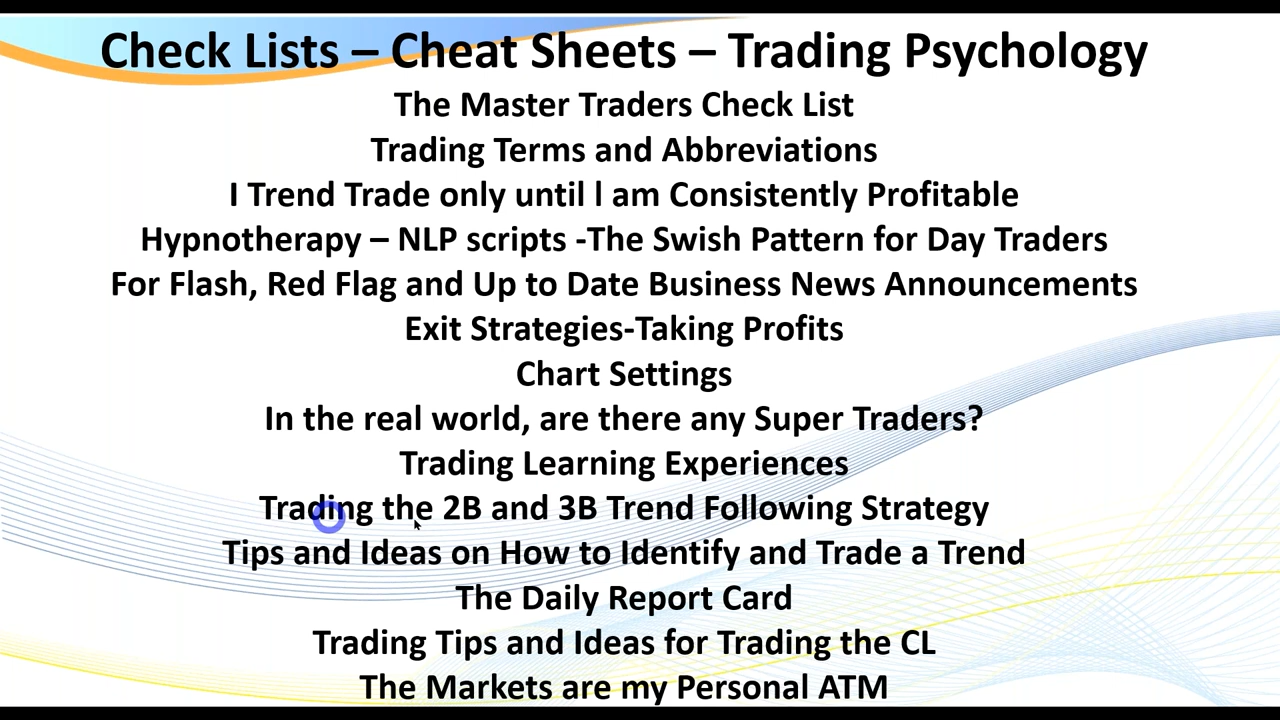 Check Lists – Cheat Sheets – Trading Psychology
The Master Traders Check List
Trading Terms and Abbreviations
I Trend Trade only until l am Consistently Profitable
Hypnotherapy – NLP scripts -The Swish Pattern for Day Traders
For Flash, Red Flag and Up to Date Business News Announcements
Exit Strategies-Taking Profits
Chart Settings
In the real world, are there any Super Traders?
Trading Learning Experiences
Trading the 2B and 3B Trend Following Strategy
Tips and Ideas on How to Identify and Trade a Trend
The Daily Report Card
Trading Tips and Ideas for Trading the CL
The Markets are my Personal ATM